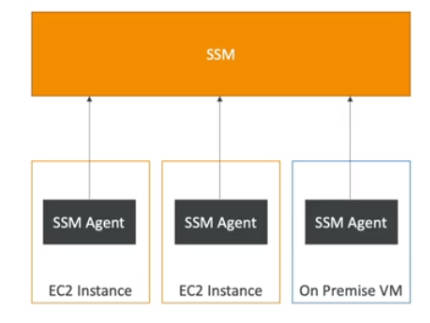 SSM
SSM Agent
SSM Agent
SSM Agent
EC2 Instance
EC2 Instance
On Premise VM